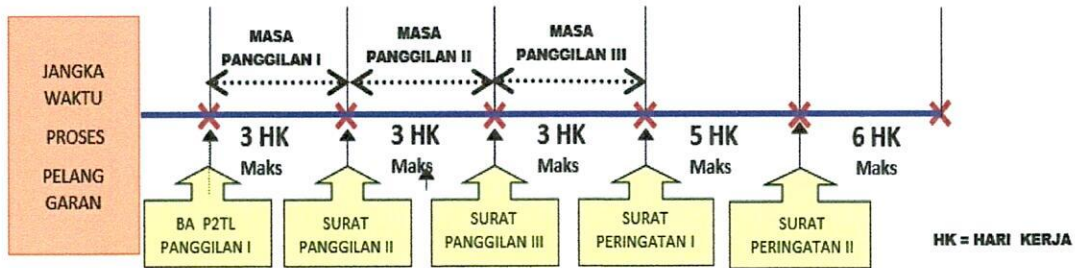 JANGKA
WAKTU
PROSES
PELANG
GARAN
MASA
PANGGILAN I
MASA
PANGGILAN II
MASA
PANGGILAN III
3 HK
Maks
3 HK
Maks
3 HK
Maks
5 HK
Maks
6 HK
Maks
BA P2TL
PANGGILAN I
SURAT
PANGGILAN II
SURAT
PANGGILAN III
SURAT
PERINGATAN I
SURAT
PERINGATAN II
HK = HARI KERJA